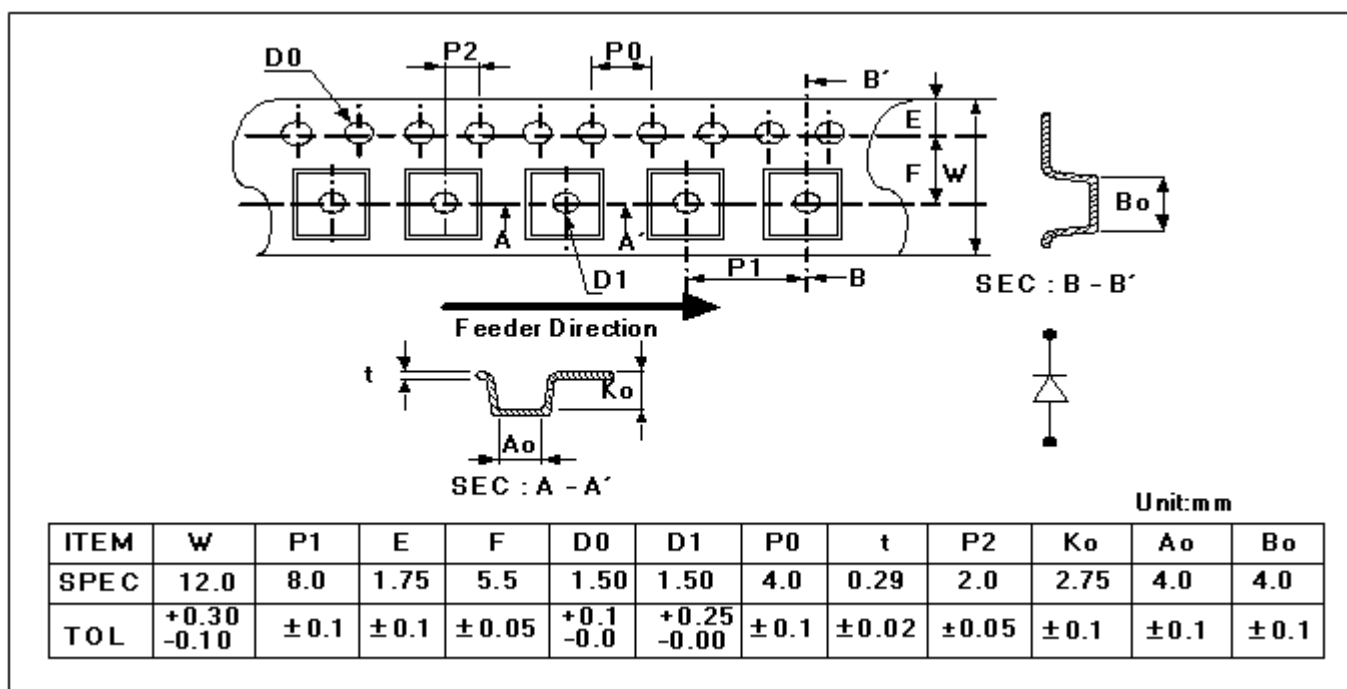 P2 P0
D0 B´
E
F W
Bo
A A´
P1
D1 B
SEC : B - B´
Feeder Direction
t
Ko
Ao
SEC : A - A´
Unit:mm
ITEM W P1 E F D0 D1 P0 t P2 Ko Ao Bo
SPEC 12.0 8.0 1.75 5.5 1.50 1.50 4.0 0.29 2.0 2.75 4.0 4.0
TOL +0.30 -0.10 ±0.1 ±0.1 ±0.05 +0.1 -0.0 +0.25 -0.00 ±0.1 ±0.02 ±0.05 ±0.1 ±0.1 ±0.1